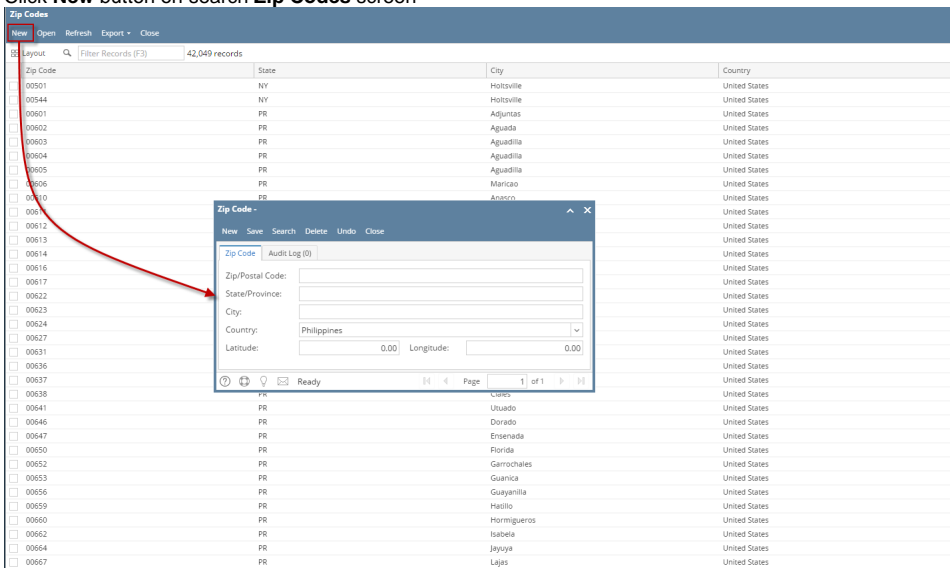 Click New button on search Zip Codes screen
Zip Codes
New Open Refresh Export Close
Layout Filter Records (F3) 42,049 records
Zip Code State City Country
00501 NY Holtsville United States
00544 NY Holtsville United States
00601 PR Adjuntas United States
00602 PR Aguada United States
00603 PR Aguadilla United States
00604 PR Aguadilla United States
00605 PR Aguadilla United States
00606 PR Maricao United States
00610 PR Anasco United States
00611 United States
00612 United States
00613 United States
00614 United States
00616 United States
00617 United States
00622 United States
00623 United States
00624 United States
00627 United States
00631 United States
00636 United States
00637 United States
00638 PR Ciales United States
00641 PR Utuado United States
00646 PR Dorado United States
00647 PR Ensenada United States
00650 PR Florida United States
00652 PR Garrochales United States
00653 PR Guanica United States
00656 PR Guayanilla United States
00659 PR Hatillo United States
00660 PR Hormigueros United States
00662 PR Isabela United States
00664 PR Jayuya United States
00667 PR Lajas United States
Zip Code -
New Save Search Delete Undo Close
Zip Code Audit Log (0)
Zip/Postal Code:
State/Province:
City:
Country: Philippines
Latitude: 0.00 Longitude: 0.00
Ready Page 1 of 1